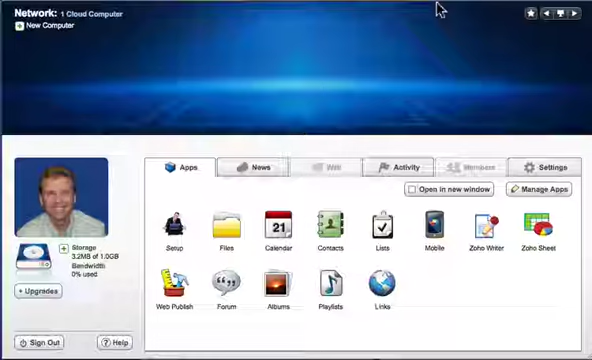 Network: 1 Cloud Computer
New Computer
Apps
News
Wiki
Activity
Members
Settings
Open in new window
Manage Apps
21
Setup
Files
Calendar
Contacts
Lists
Mobile
Zoho Writer
Zoho Sheet
Web Publish
Forum
Albums
Playlists
Links
Storage
3.2MB of 1.0GB
Bandwidth:
0% used
+ Upgrades
Sign Out
Help